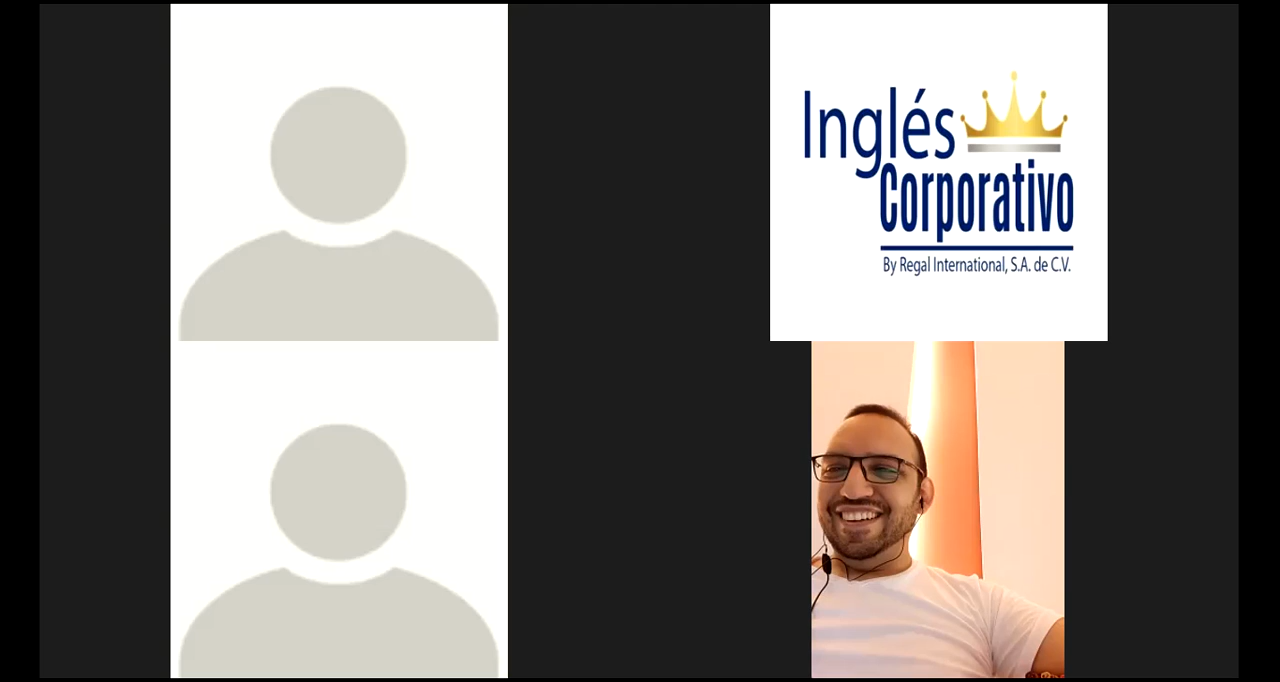 Inglés
Corporativo
By Regal International, S.A. de C.V.